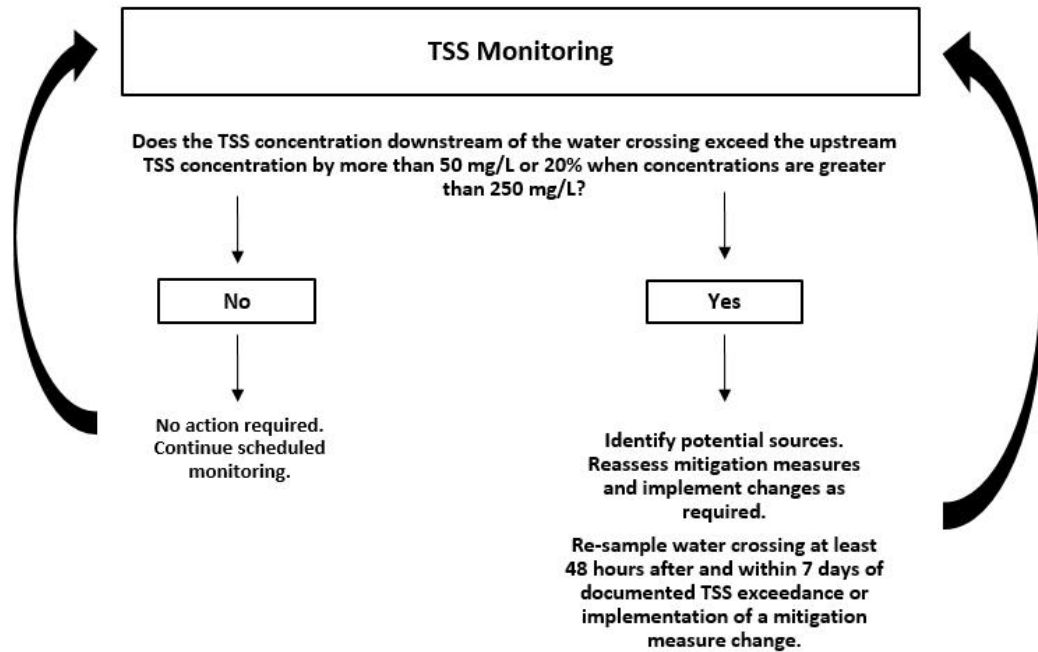 TSS Monitoring
Does the TSS concentration downstream of the water crossing exceed the upstream
TSS concentration by more than 50 mg/L or 20% when concentrations are greater
than 250 mg/L?
No
Yes
No action required.
Continue scheduled
monitoring.
Identify potential sources.
Reassess mitigation measures
and implement changes as
required.
Re-sample water crossing at least
48 hours after and within 7 days of
documented TSS exceedance or
implementation of a mitigation
measure change.